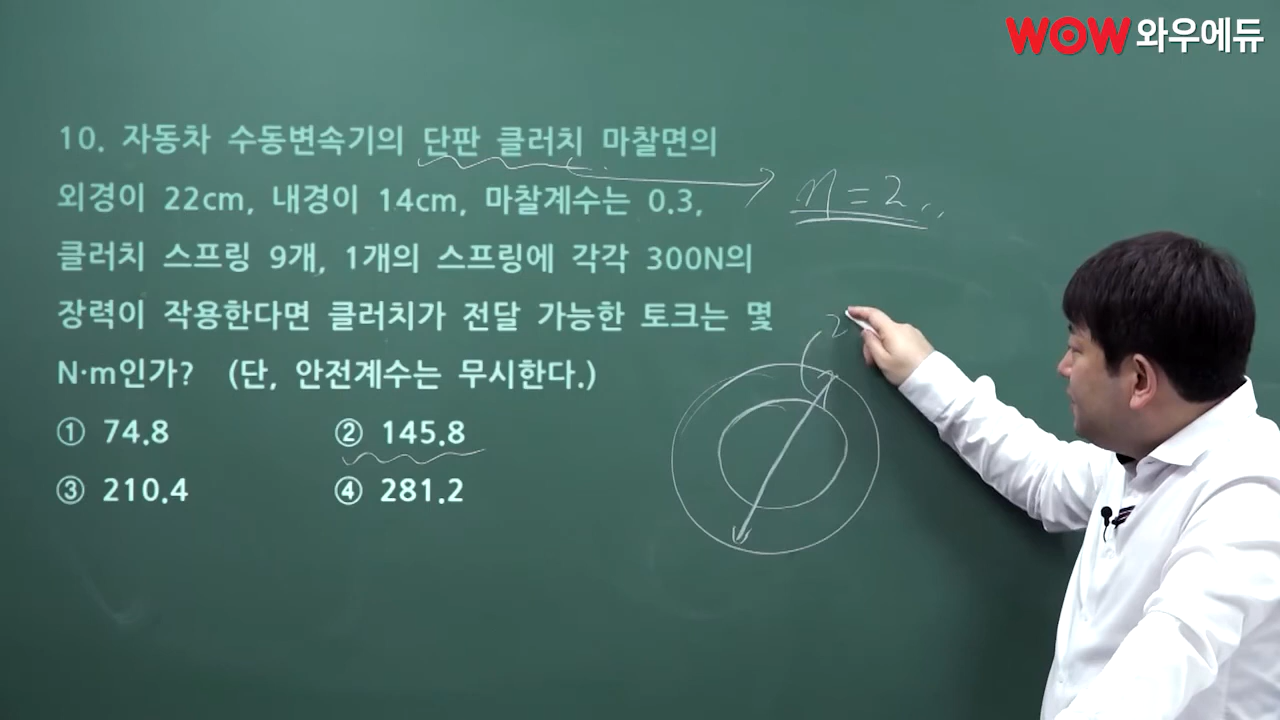 WOW와우에듀
10. 자동차 수동변속기의 단판 클러치 마찰면의
외경이 22cm, 내경이 14cm, 마찰계수는 0.3,
클러치 스프링 9개, 1개의 스프링에 각각 300N의
장력이 작용한다면 클러치가 전달 가능한 토크는 몇
N·m인가? (단, 안전계수는 무시한다.)
① 74.8 ② 145.8
③ 210.4 ④ 281.2
n=2
2